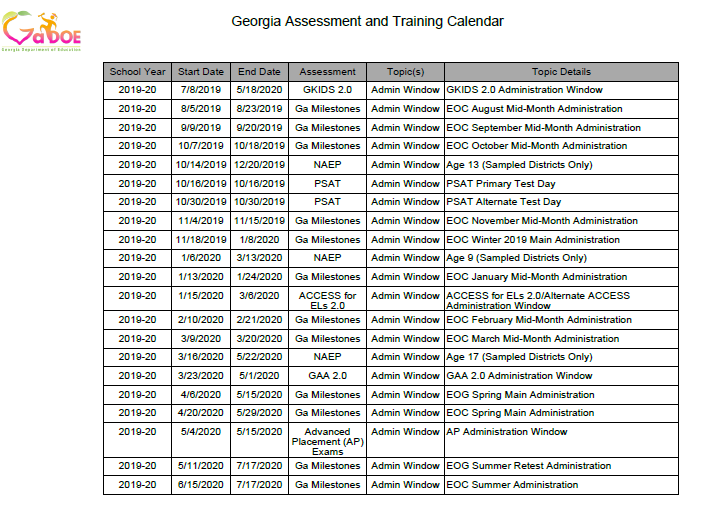 Georgia Assessment and Training Calendar
GaDOE
Georgia Department of Education
School Year Start Date End Date Assessment Topic(s) Topic Details
2019-20 7/8/2019 5/18/2020 GKIDS 2.0 Admin Window GKIDS 2.0 Administration Window
2019-20 8/5/2019 8/23/2019 Ga Milestones Admin Window EOC August Mid-Month Administration
2019-20 9/9/2019 9/20/2019 Ga Milestones Admin Window EOC September Mid-Month Administration
2019-20 10/7/2019 10/18/2019 Ga Milestones Admin Window EOC October Mid-Month Administration
2019-20 10/14/2019 12/20/2019 NAEP Admin Window Age 13 (Sampled Districts Only)
2019-20 10/16/2019 10/16/2019 PSAT Admin Window PSAT Primary Test Day
2019-20 10/30/2019 10/30/2019 PSAT Admin Window PSAT Alternate Test Day
2019-20 11/4/2019 11/15/2019 Ga Milestones Admin Window EOC November Mid-Month Administration
2019-20 11/18/2019 1/8/2020 Ga Milestones Admin Window EOC Winter 2019 Main Administration
2019-20 1/6/2020 3/13/2020 NAEP Admin Window Age 9 (Sampled Districts Only)
2019-20 1/13/2020 1/24/2020 Ga Milestones Admin Window EOC January Mid-Month Administration
2019-20 1/15/2020 3/6/2020 ACCESS for Admin Window ACCESS for ELs 2.0/Alternate ACCESS
ELs 2.0 Administration Window
2019-20 2/10/2020 2/21/2020 Ga Milestones Admin Window EOC February Mid-Month Administration
2019-20 3/9/2020 3/20/2020 Ga Milestones Admin Window EOC March Mid-Month Administration
2019-20 3/16/2020 5/22/2020 NAEP Admin Window Age 17 (Sampled Districts Only)
2019-20 3/23/2020 5/1/2020 GAA 2.0 Admin Window GAA 2.0 Administration Window
2019-20 4/6/2020 5/15/2020 Ga Milestones Admin Window EOG Spring Main Administration
2019-20 4/20/2020 5/29/2020 Ga Milestones Admin Window EOC Spring Main Administration
2019-20 5/4/2020 5/15/2020 Advanced Admin Window AP Administration Window
Placement (AP)
Exams
2019-20 5/11/2020 7/17/2020 Ga Milestones Admin Window EOG Summer Retest Administration
2019-20 6/15/2020 7/17/2020 Ga Milestones Admin Window EOC Summer Administration